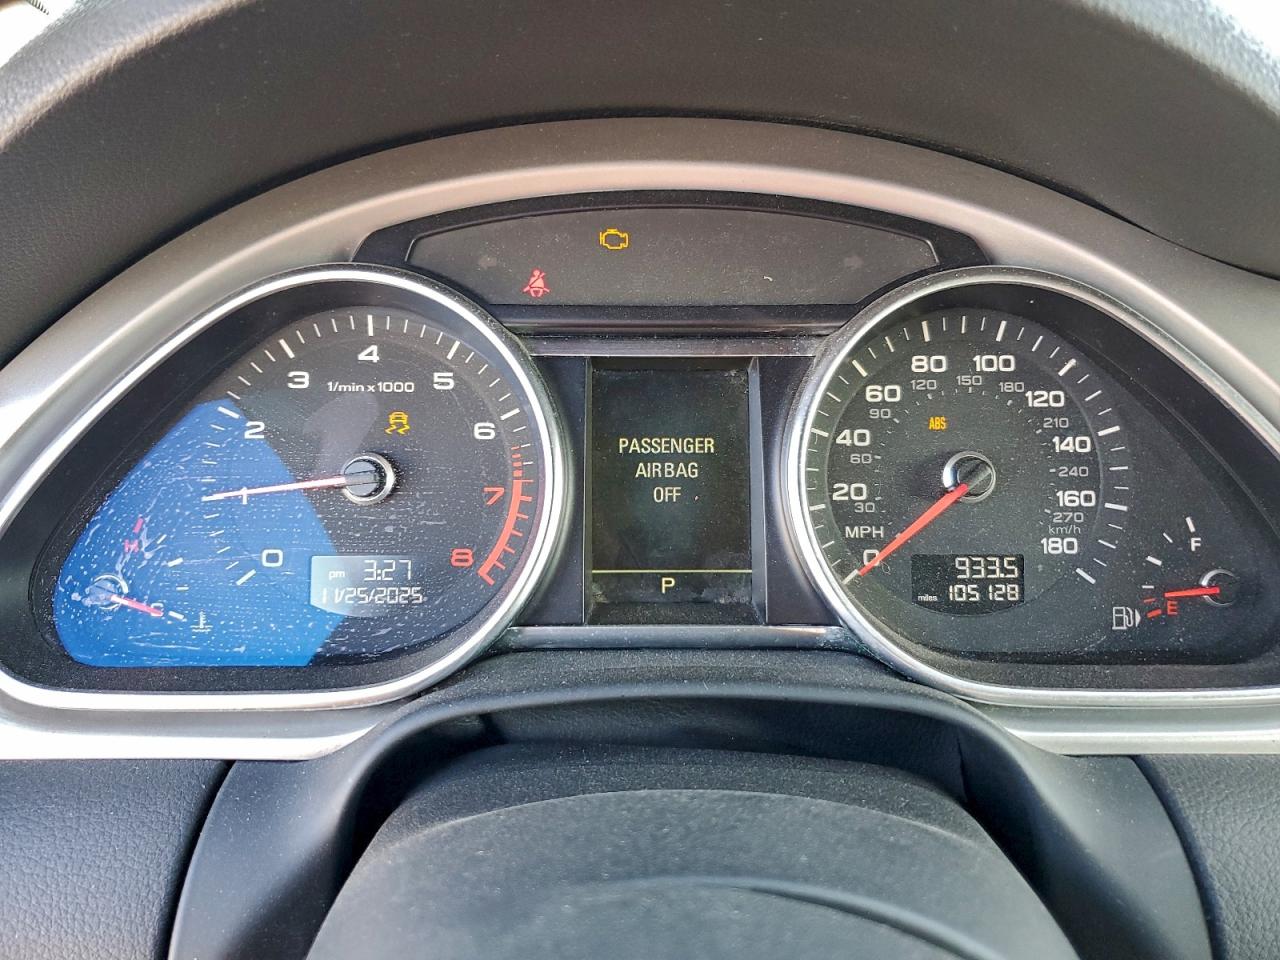 0
1
2
3
4
5
6
7
8
1/min x 1000
H
C
pm 3:27
11/25/2025
PASSENGER
AIRBAG
OFF
P
0
20
40
60
80
100
120
140
160
180
30
60
90
120
150
180
210
240
270
km/h
MPH
ABS
933.5
miles 105128
F
E